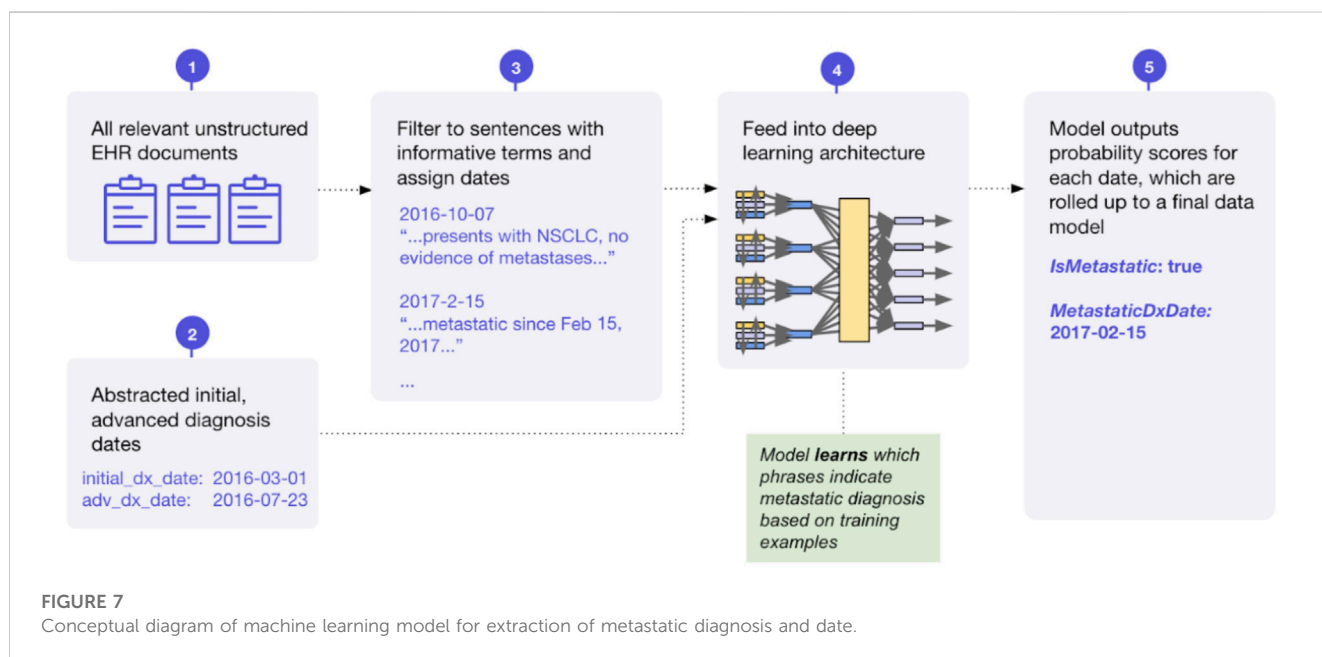 1
All relevant unstructured
EHR documents
2
Abstracted initial,
advanced diagnosis
dates
initial_dx_date: 2016-03-01
adv_dx_date: 2016-07-23
3
Filter to sentences with
informative terms and
assign dates
2016-10-07
“...presents with NSCLC, no
evidence of metastases...”
2017-2-15
“...metastatic since Feb 15,
2017...”
...
4
Feed into deep
learning architecture
Model learns which
phrases indicate
metastatic diagnosis
based on training
examples
5
Model outputs
probability scores for
each date, which are
rolled up to a final data
model
IsMetastatic: true
MetastaticDxDate:
2017-02-15
FIGURE 7
Conceptual diagram of machine learning model for extraction of metastatic diagnosis and date.